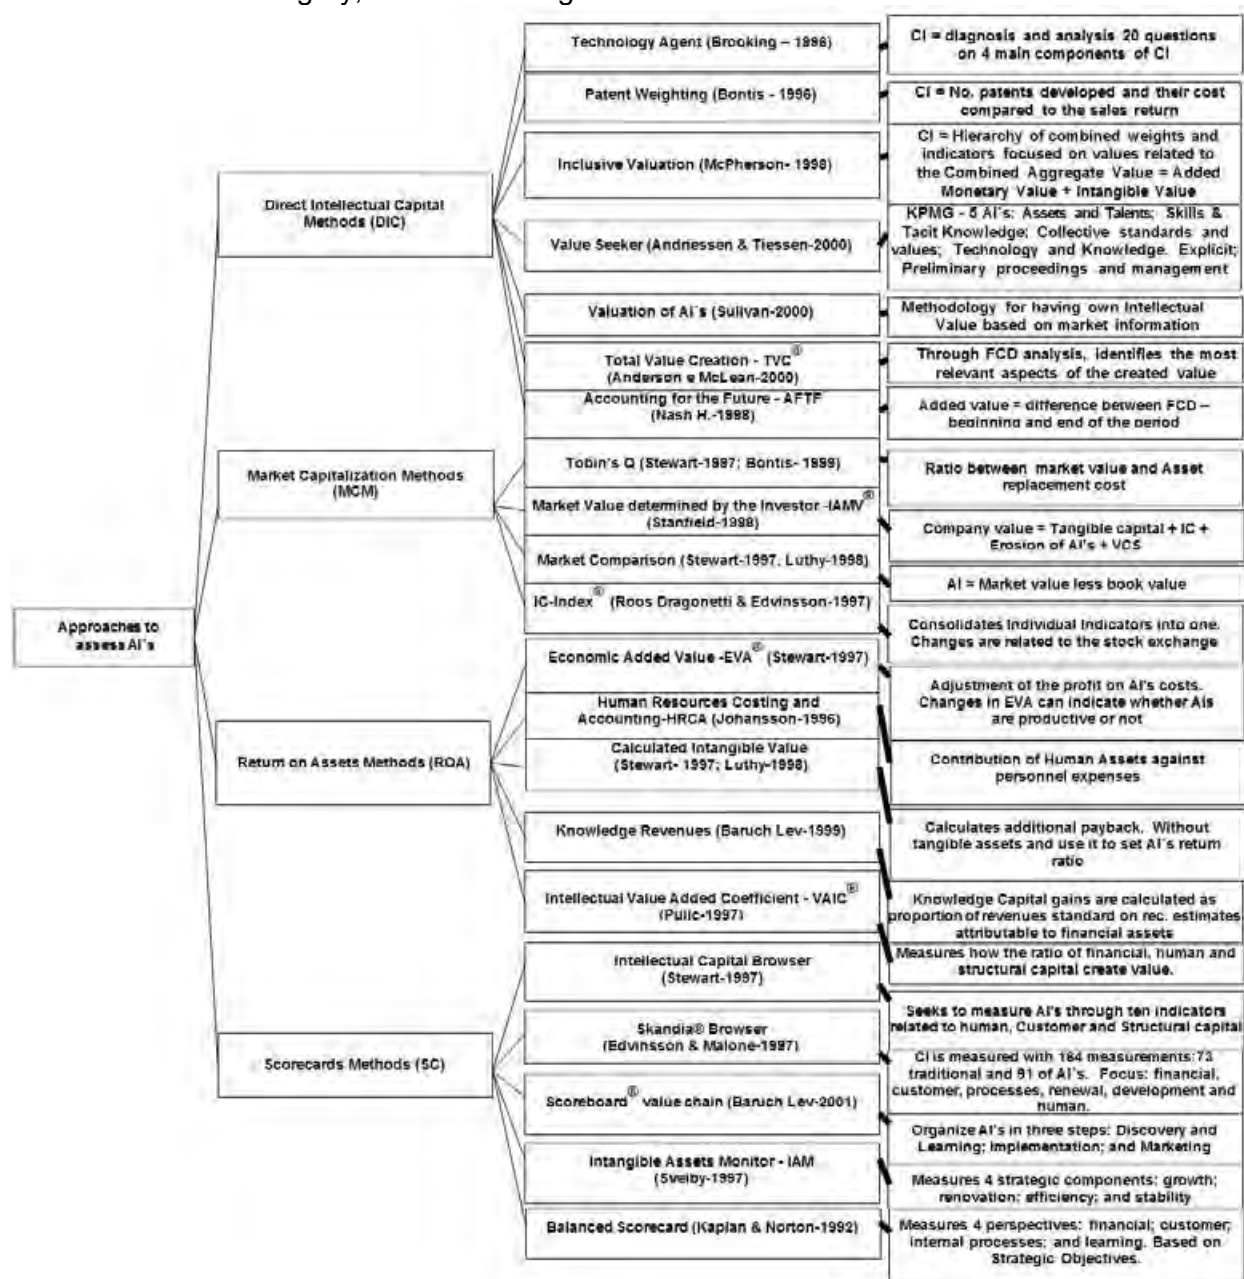 Technology Agent (Brooking – 1996)
CI = diagnosis and analysis 20 questions
on 4 main components of CI
Patent Weighting (Bontis - 1996)
CI = No. patents developed and their cost
compared to the sales return
Inclusive Valuation (McPherson- 1998)
CI = Hierarchy of combined weights and
indicators focused on values related to
the Combined Aggregate Value = Added
Monetary Value + Intangible Value
Direct Intellectual Capital
Methods (DIC)
Value Seeker (Andriessen & Tiessen-2000)
KPMG - 5 AI´s: Assets and Talents; Skills &
Tacit Knowledge; Collective standards and
values; Technology and Knowledge. Explicit;
Preliminary proceedings and management
Valuation of AI´s (Sullivan-2000)
Methodology for having own Intellectual
Value based on market information
Total Value Creation - TVC®
(Anderson e McLean-2000)
Through FCD analysis, identifies the most
relevant aspects of the created value
Accounting for the Future - AFTF
(Nash H.-1998)
Added value = difference between FCD –
beginning and end of the period
Market Capitalization Methods
(MCM)
Tobin's Q (Stewart-1997; Bontis- 1999)
Ratio between market value and Asset
replacement cost
Market Value determined by the Investor -IAMV®
(Stanfield-1998)
Company value = Tangible capital + IC +
Erosion of AI's + VCS
Market Comparison (Stewart-1997, Luthy-1998)
AI = Market value less book value
IC-Index® (Roos Dragonetti & Edvinsson-1997)
Consolidates Individual Indicators into one.
Changes are related to the stock exchange
Approaches to
assess AI´s
Economic Added Value -EVA® (Stewart-1997)
Adjustment of the profit on AI's costs.
Changes in EVA can indicate whether AIs
are productive or not
Human Resources Costing and
Accounting-HRCA (Johansson-1996)
Contribution of Human Assets against
personnel expenses
Return on Assets Methods (ROA)
Calculated Intangible Value
(Stewart- 1997; Luthy-1998)
Calculates additional payback. Without
tangible assets and use it to set AI´s return
ratio
Knowledge Revenues (Baruch Lev-1999)
Knowledge Capital gains are calculated as
proportion of revenues standard on rec. estimates
attributable to financial assets
Intellectual Value Added Coefficient - VAIC®
(Pulic-1997)
Measures how the ratio of financial, human and
structural capital create value.
Intellectual Capital Browser
(Stewart-1997)
Seeks to measure AI's through ten indicators
related to human, Customer and Structural capital
Scorecards Methods (SC)
Skandia® Browser
(Edvinsson & Malone-1997)
CI is measured with 164 measurements:73
traditional and 91 of AI´s. Focus: financial,
customer, processes, renewal, development and
human.
Scoreboard® value chain (Baruch Lev-2001)
Organize AI's in three steps: Discovery and
Learning; Implementation; and Marketing
Intangible Assets Monitor - IAM
(Sveiby-1997)
Measures 4 strategic components: growth;
renovation; efficiency; and stability
Balanced Scorecard (Kaplan & Norton-1992)
Measures 4 perspectives: financial; customer;
internal processes; and learning. Based on
Strategic Objectives.